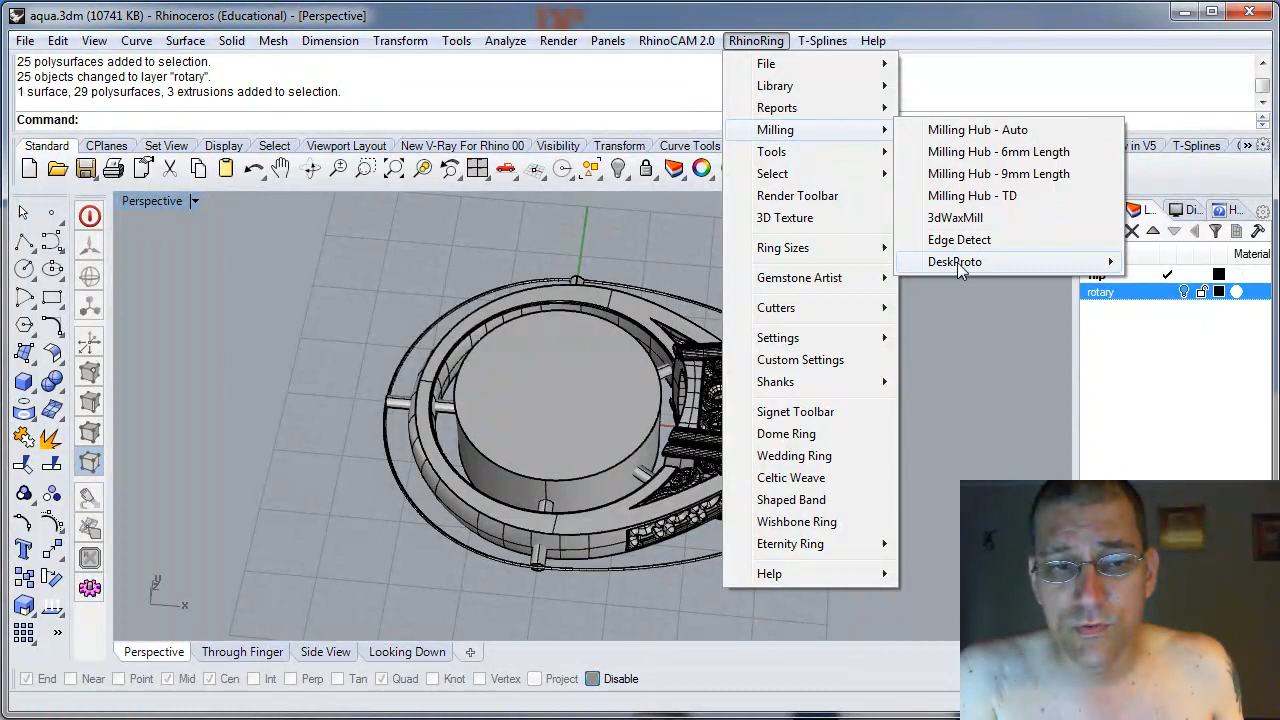 aqua.3dm (10741 KB) - Rhinoceros (Educational) - [Perspective]
File Edit View Curve Surface Solid Mesh Dimension Transform Tools Analyze Render Panels RhinoCAM 2.0 RhinoRing T-Splines Help
25 polysurfaces added to selection.
25 objects changed to layer "rotary".
1 surface, 29 polysurfaces, 3 extrusions added to selection.
Command:
Standard CPlanes Set View Display Select Viewport Layout New V-Ray For Rhino 00 Visibility Curve Tools
in V5 T-Splines
Perspective
L... Di... H...
Material
rotary
File
Library
Reports
Milling
Tools
Select
Render Toolbar
3D Texture
Ring Sizes
Gemstone Artist
Cutters
Settings
Custom Settings
Shanks
Signet Toolbar
Dome Ring
Wedding Ring
Celtic Weave
Shaped Band
Wishbone Ring
Eternity Ring
Help
Milling Hub - Auto
Milling Hub - 6mm Length
Milling Hub - 9mm Length
Milling Hub - TD
3dWaxMill
Edge Detect
DeskProto
y
x
Perspective Through Finger Side View Looking Down
End Near Point Mid Cen Int Perp Tan Quad Knot Vertex Project Disable